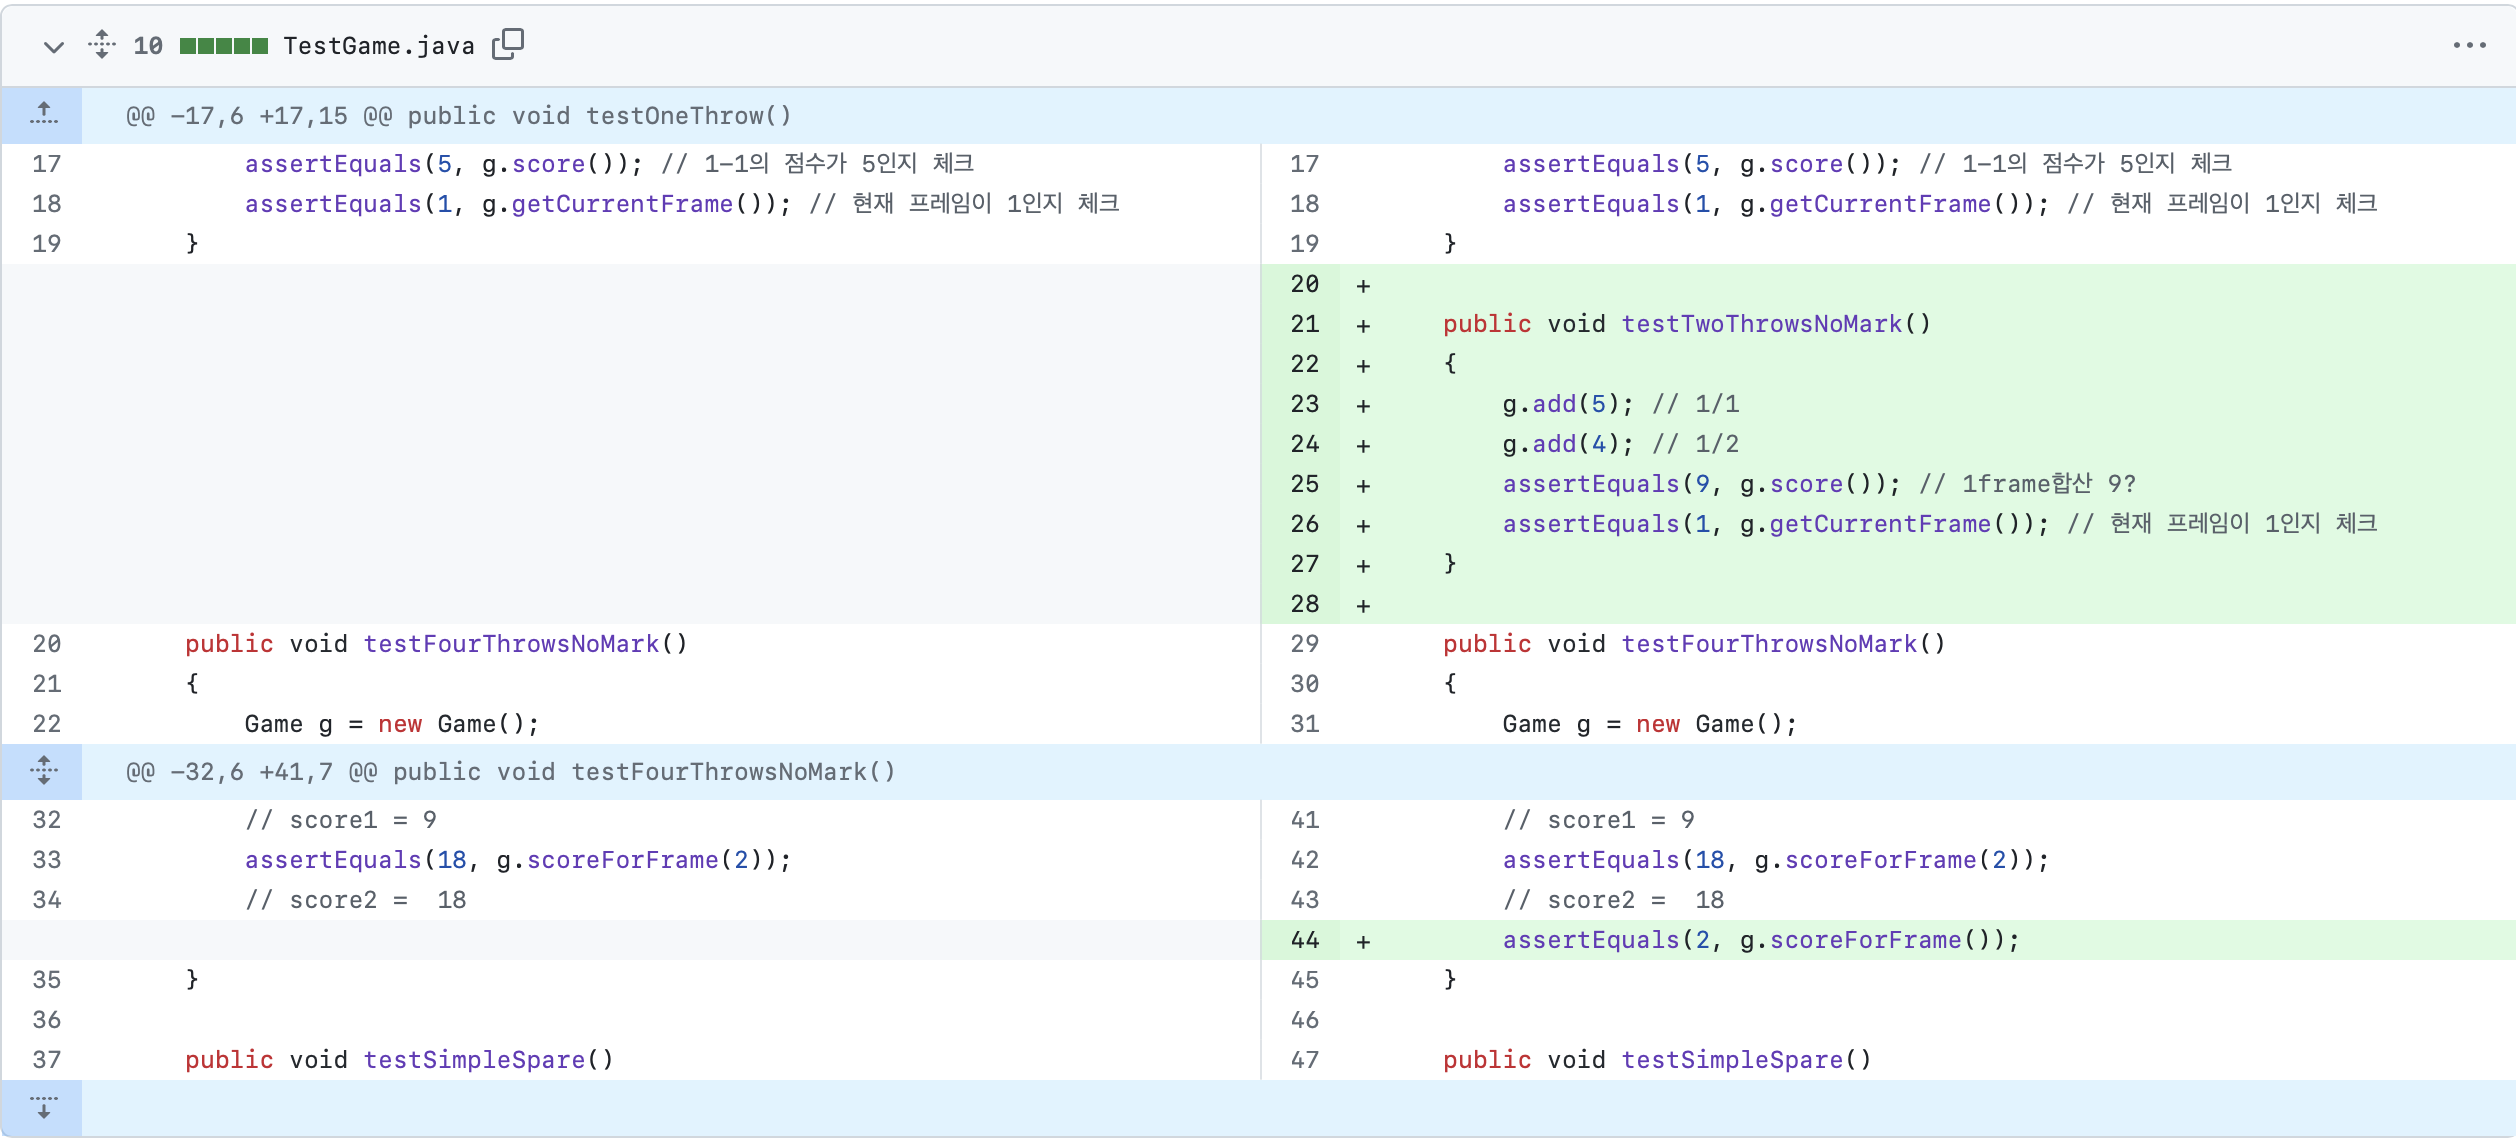 10 TestGame.java
@@ -17,6 +17,15 @@ public void testOneThrow()
17 assertEquals(5, g.score()); // 1-1의 점수가 5인지 체크
18 assertEquals(1, g.getCurrentFrame()); // 현재 프레임이 1인지 체크
19 }
17 assertEquals(5, g.score()); // 1-1의 점수가 5인지 체크
18 assertEquals(1, g.getCurrentFrame()); // 현재 프레임이 1인지 체크
19 }
20 +
21 + public void testTwoThrowsNoMark()
22 + {
23 + g.add(5); // 1/1
24 + g.add(4); // 1/2
25 + assertEquals(9, g.score()); // 1frame합산 9?
26 + assertEquals(1, g.getCurrentFrame()); // 현재 프레임이 1인지 체크
27 + }
28 +
20 public void testFourThrowsNoMark()
21 {
22 Game g = new Game();
29 public void testFourThrowsNoMark()
30 {
31 Game g = new Game();
@@ -32,6 +41,7 @@ public void testFourThrowsNoMark()
32 // score1 = 9
33 assertEquals(18, g.scoreForFrame(2));
34 // score2 =  18
35 }
36
37 public void testSimpleSpare()
41 // score1 = 9
42 assertEquals(18, g.scoreForFrame(2));
43 // score2 =  18
44 + assertEquals(2, g.scoreForFrame());
45 }
46
47 public void testSimpleSpare()